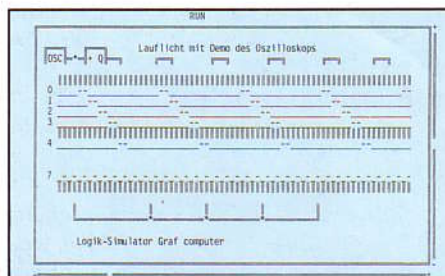 RUN
Lauflicht mit Demo des Oszilloskops
OSC * + Q
0
1
2
3
4
7
Logik-Simulator Graf computer